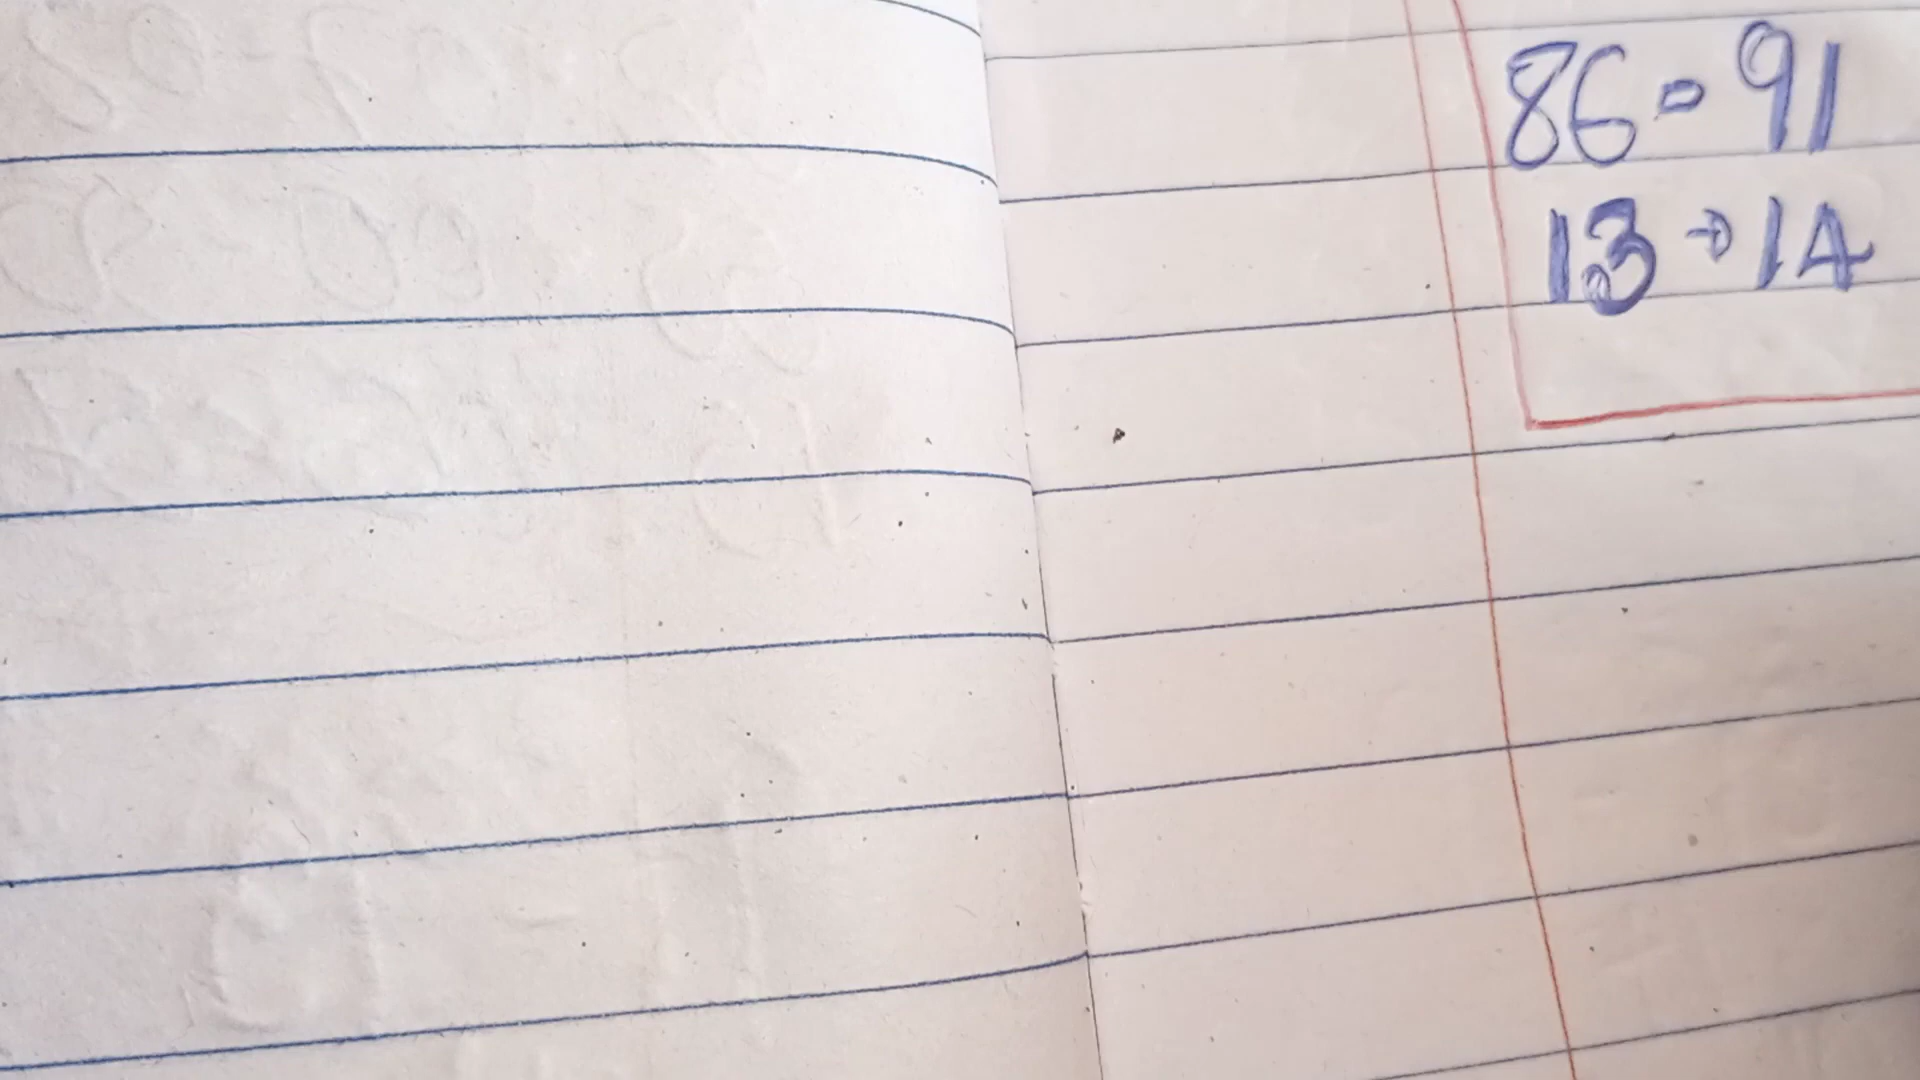 86 → 91
13 → 14